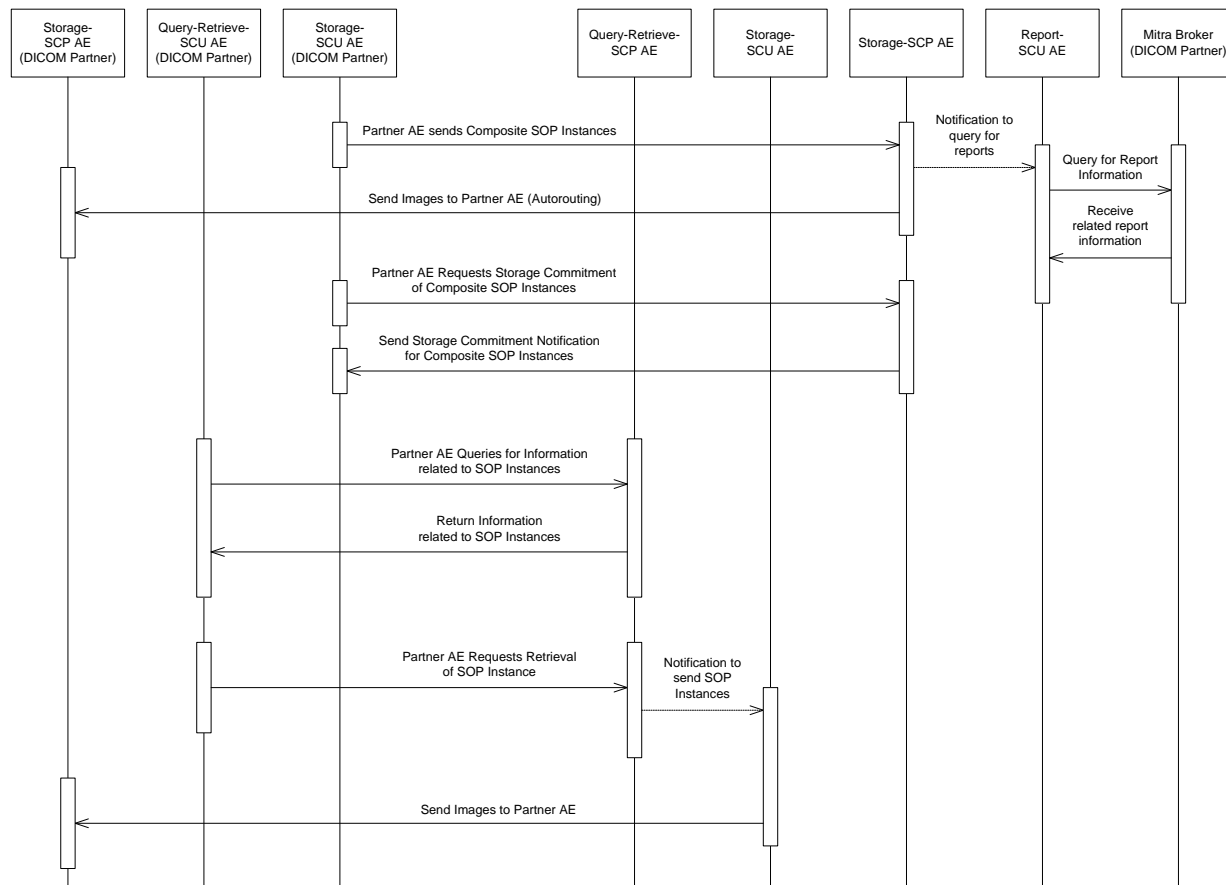 Storage-
SCP AE
(DICOM Partner)
Query-Retrieve-
SCU AE
(DICOM Partner)
Storage-
SCU AE
(DICOM Partner)
Query-Retrieve-
SCP AE
Storage-
SCU AE
Storage-SCP AE
Report-
SCU AE
Mitra Broker
(DICOM Partner)
Partner AE sends Composite SOP Instances
Notification to
query for
reports
Query for Report
Information
Send Images to Partner AE (Autorouting)
Receive
related report
information
Partner AE Requests Storage Commitment
of Composite SOP Instances
Send Storage Commitment Notification
for Composite SOP Instances
Partner AE Queries for Information
related to SOP Instances
Return Information
related to SOP Instances
Partner AE Requests Retrieval
of SOP Instance
Notification to
send SOP
Instances
Send Images to Partner AE